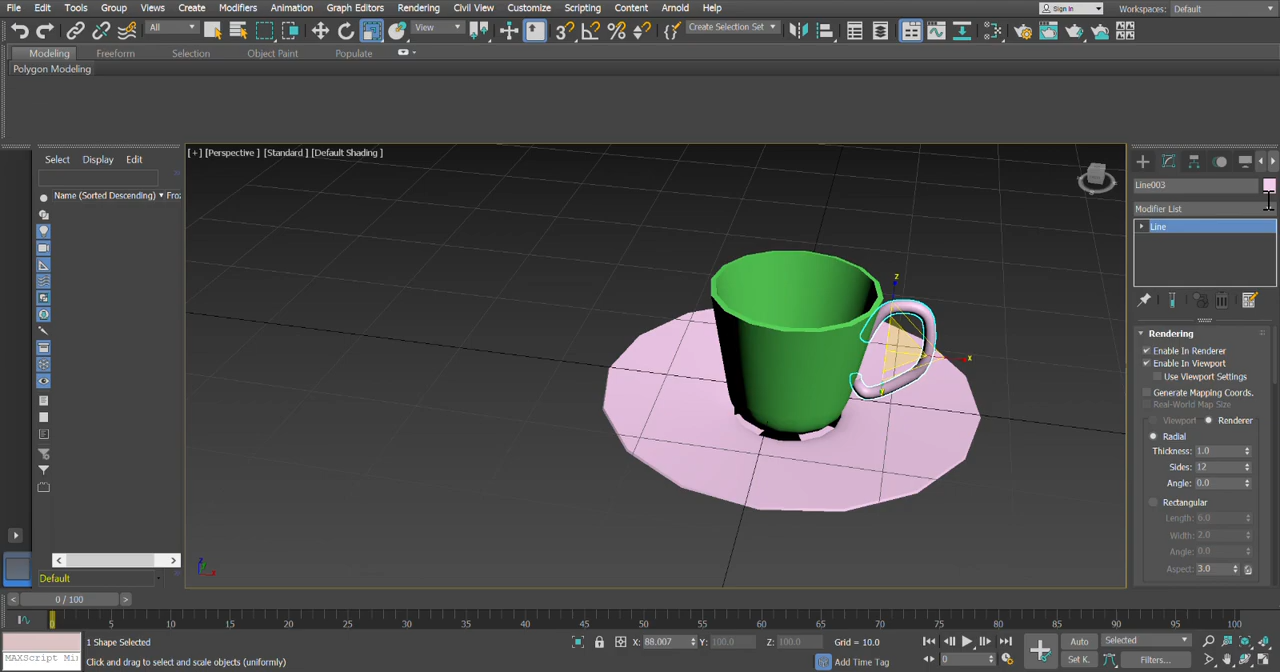 File Edit Tools Group Views Create Modifiers Animation Graph Editors Rendering Civil View Customize Scripting Content Arnold Help Sign In Workspaces: Default
All View Create Selection Set
Modeling Freeform Selection Object Paint Populate
Polygon Modeling
Select Display Edit
[+] [Perspective ] [Standard ] [Default Shading ]
Name (Sorted Descending) Fro
Line003
Modifier List
Line
Rendering
Enable In Renderer
Enable In Viewport
Use Viewport Settings
Generate Mapping Coords.
Real-World Map Size
Viewport Renderer
Radial
Thickness: 1.0
Sides: 12
Angle: 0.0
Rectangular
Length: 6.0
Width: 2.0
Angle: 0.0
Aspect: 3.0
z
x
Default
0 / 100
0 5 10 15 20 25 30 35 40 45 50 55 60 65 70 75 80 85 90 95 100
1 Shape Selected X: 88.007 Y: 100.0 Z: 100.0 Grid = 10.0 Auto Selected
MAXScript Mi Click and drag to select and scale objects (uniformly) Add Time Tag 0 Set K. Filters...